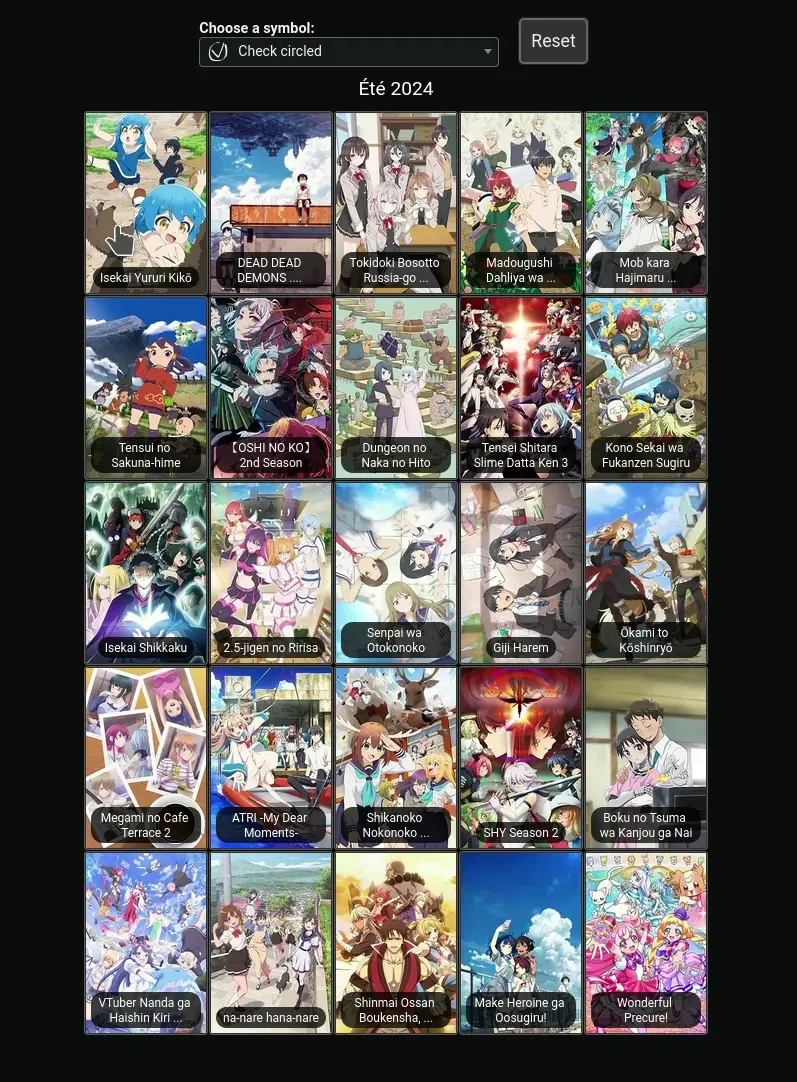 Choose a symbol:
Check circled
Reset
Été 2024
Isekai Yururi Kikō
DEAD DEAD
DEMONS ....
Tokidoki Bosotto
Russia-go ...
Madougushi
Dahliya wa ...
Mob kara
Hajimaru ...
Tensui no
Sakuna-hime
【OSHI NO KO】
2nd Season
Dungeon no
Naka no Hito
Tensei Shitara
Slime Datta Ken 3
Kono Sekai wa
Fukanzen Sugiru
Isekai Shikkaku
2.5-jigen no Ririsa
Senpai wa
Otokonoko
Giji Harem
Ōkami to
Kōshinryō
Megami no Cafe
Terrace 2
ATRI -My Dear
Moments-
Shikanoko
Nokonoko ...
SHY Season 2
Boku no Tsuma
wa Kanjou ga Nai
VTuber Nanda ga
Haishin Kiri ...
na-nare hana-nare
Shinmai Ossan
Boukensha, ...
Make Heroine ga
Oosugiru!
Wonderful
Precure!